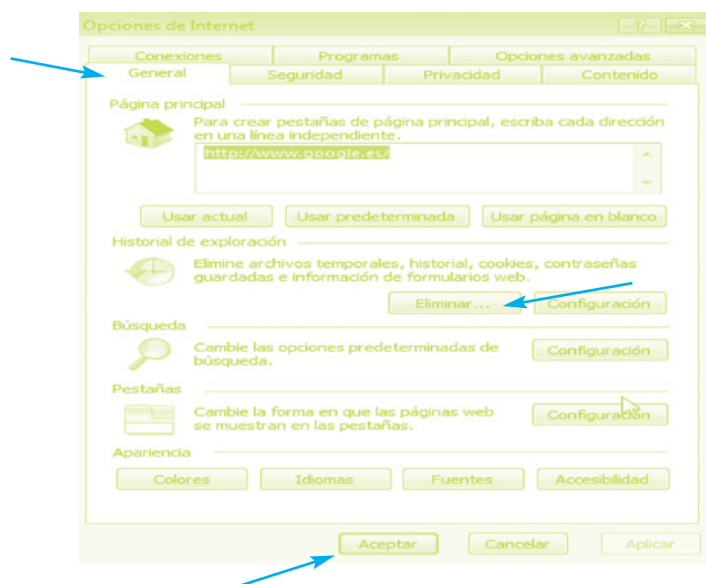 Opciones de Internet
Conexiones Programas Opciones avanzadas
General Seguridad Privacidad Contenido
Página principal
Para crear pestañas de página principal, escriba cada dirección
en una línea independiente.
http://www.google.es/
Usar actual Usar predeterminada Usar página en blanco
Historial de exploración
Elimine archivos temporales, historial, cookies, contraseñas
guardadas e información de formularios web.
Eliminar... Configuración
Búsqueda
Cambie las opciones predeterminadas de
búsqueda.
Configuración
Pestañas
Cambie la forma en que las páginas web
se muestran en las pestañas.
Configuración
Apariencia
Colores Idiomas Fuentes Accesibilidad
Aceptar Cancelar Aplicar